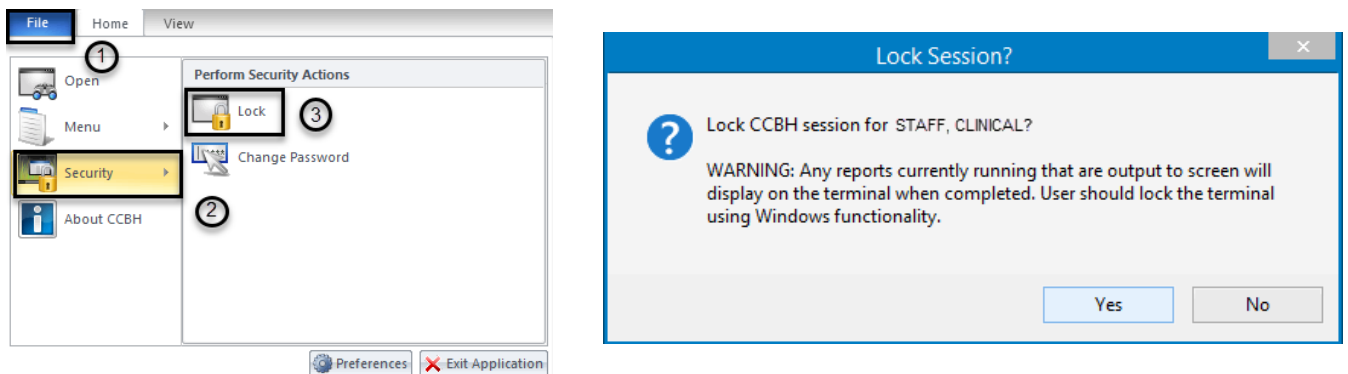 File Home View
1
Open
Menu
Security
About CCBH
Perform Security Actions
Lock
3
Change Password
2
Preferences Exit Application
Lock Session?
Lock CCBH session for STAFF, CLINICAL?
WARNING: Any reports currently running that are output to screen will
display on the terminal when completed. User should lock the terminal
using Windows functionality.
Yes No